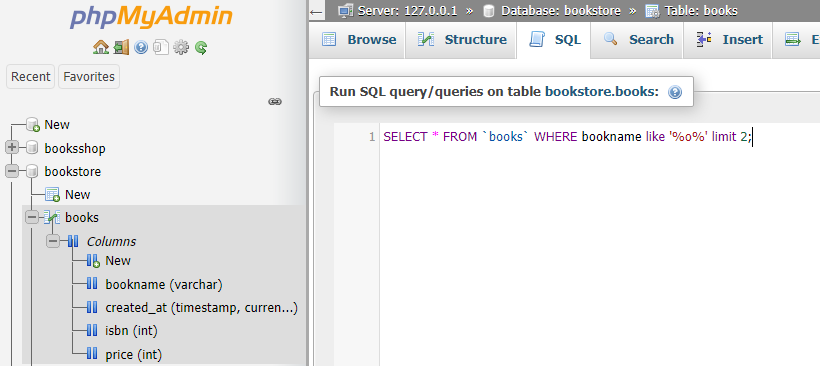 phpMyAdmin
Recent Favorites
New
booksshop
bookstore
New
books
Columns
New
bookname (varchar)
created_at (timestamp, curren...)
isbn (int)
price (int)
← Server: 127.0.0.1 » Database: bookstore » Table: books
Browse Structure SQL Search Insert E
Run SQL query/queries on table bookstore.books:
1 SELECT * FROM `books` WHERE bookname like '%o%' limit 2;